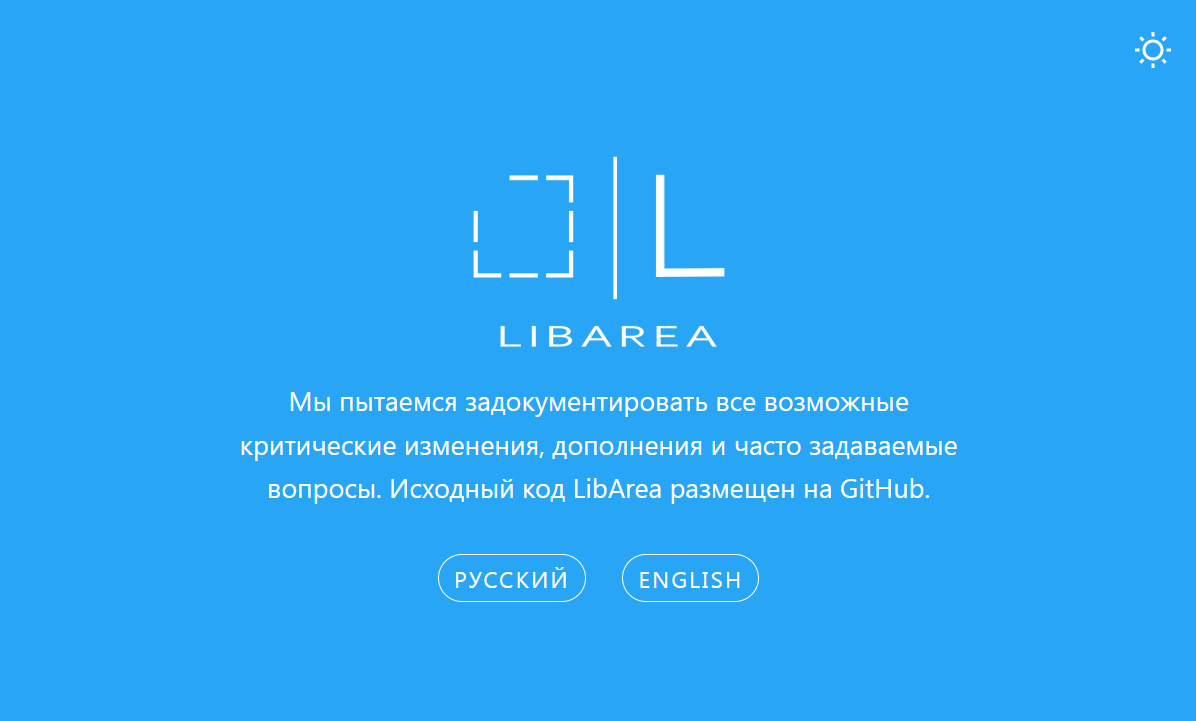 L
LIBAREA
Мы пытаемся задокументировать все возможные
критические изменения, дополнения и часто задаваемые
вопросы. Исходный код LibArea размещен на GitHub.
РУССКИЙ
ENGLISH